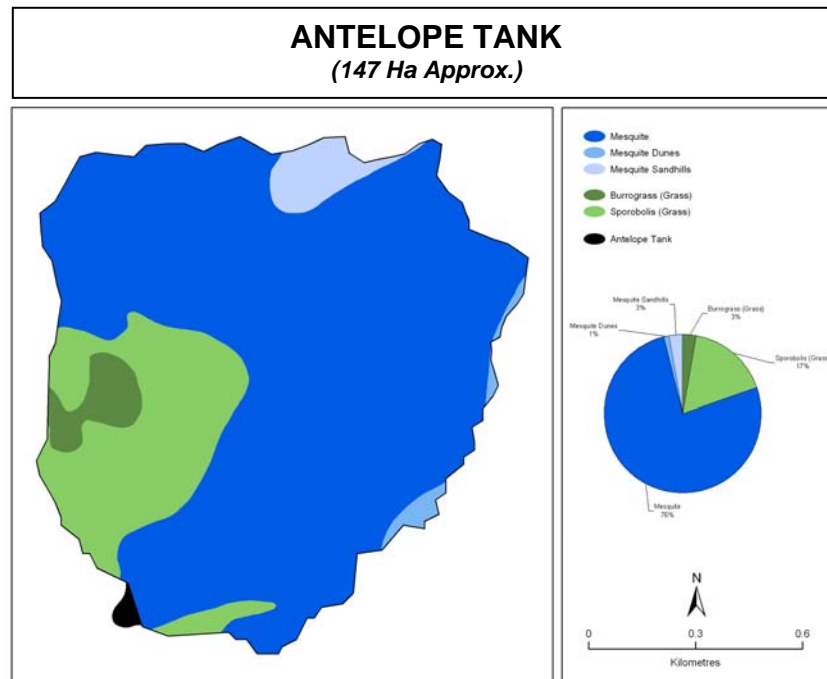 ANTELOPE TANK
(147 Ha Approx.)
Mesquite
Mesquite Dunes
Mesquite Sandhills
Burrograss (Grass)
Sporobolis (Grass)
Antelope Tank
Mesquite Sandhills
3%
Burrograss (Grass)
3%
Mesquite Dunes
1%
Sporobolis (Grass
17%
Mesquite
76%
N
0
0.3
0.6
Kilometres